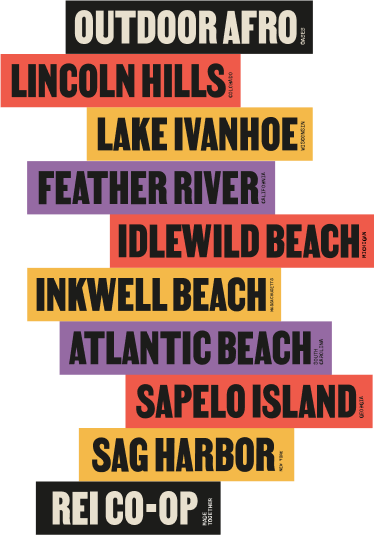 OUTDOOR AFRO
LINCOLN HILLS COLORADO
LAKE IVANHOE WISCONSIN
FEATHER RIVER CALIFORNIA
IDLEWILD BEACH MICHIGAN
INKWELL BEACH MASSACHUSETTS
ATLANTIC BEACH SOUTH CAROLINA
SAPELO ISLAND GEORGIA
SAG HARBOR NEW YORK
REI CO-OP MADE TOGETHER